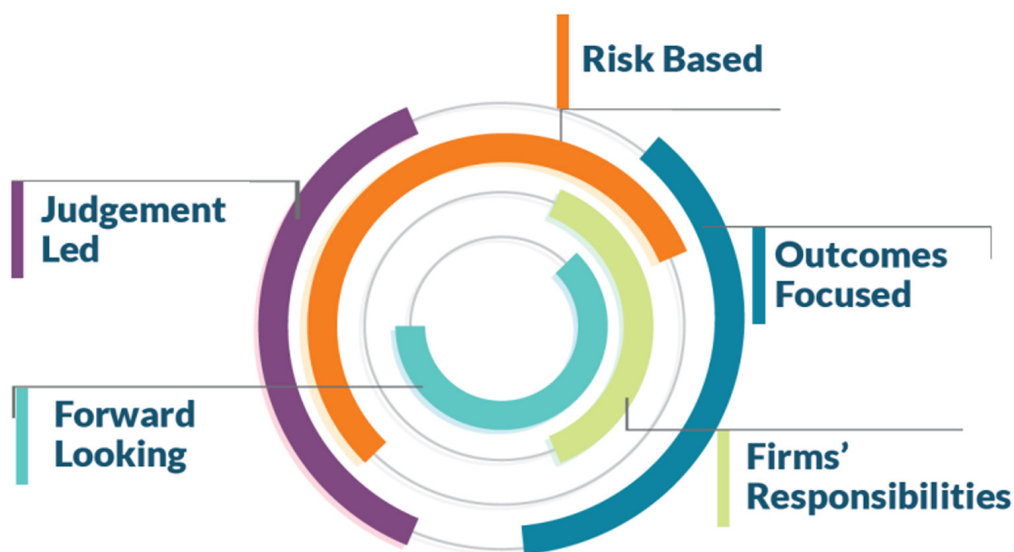 Risk Based
Judgement
Led
Outcomes
Focused
Forward
Looking
Firms’
Responsibilities